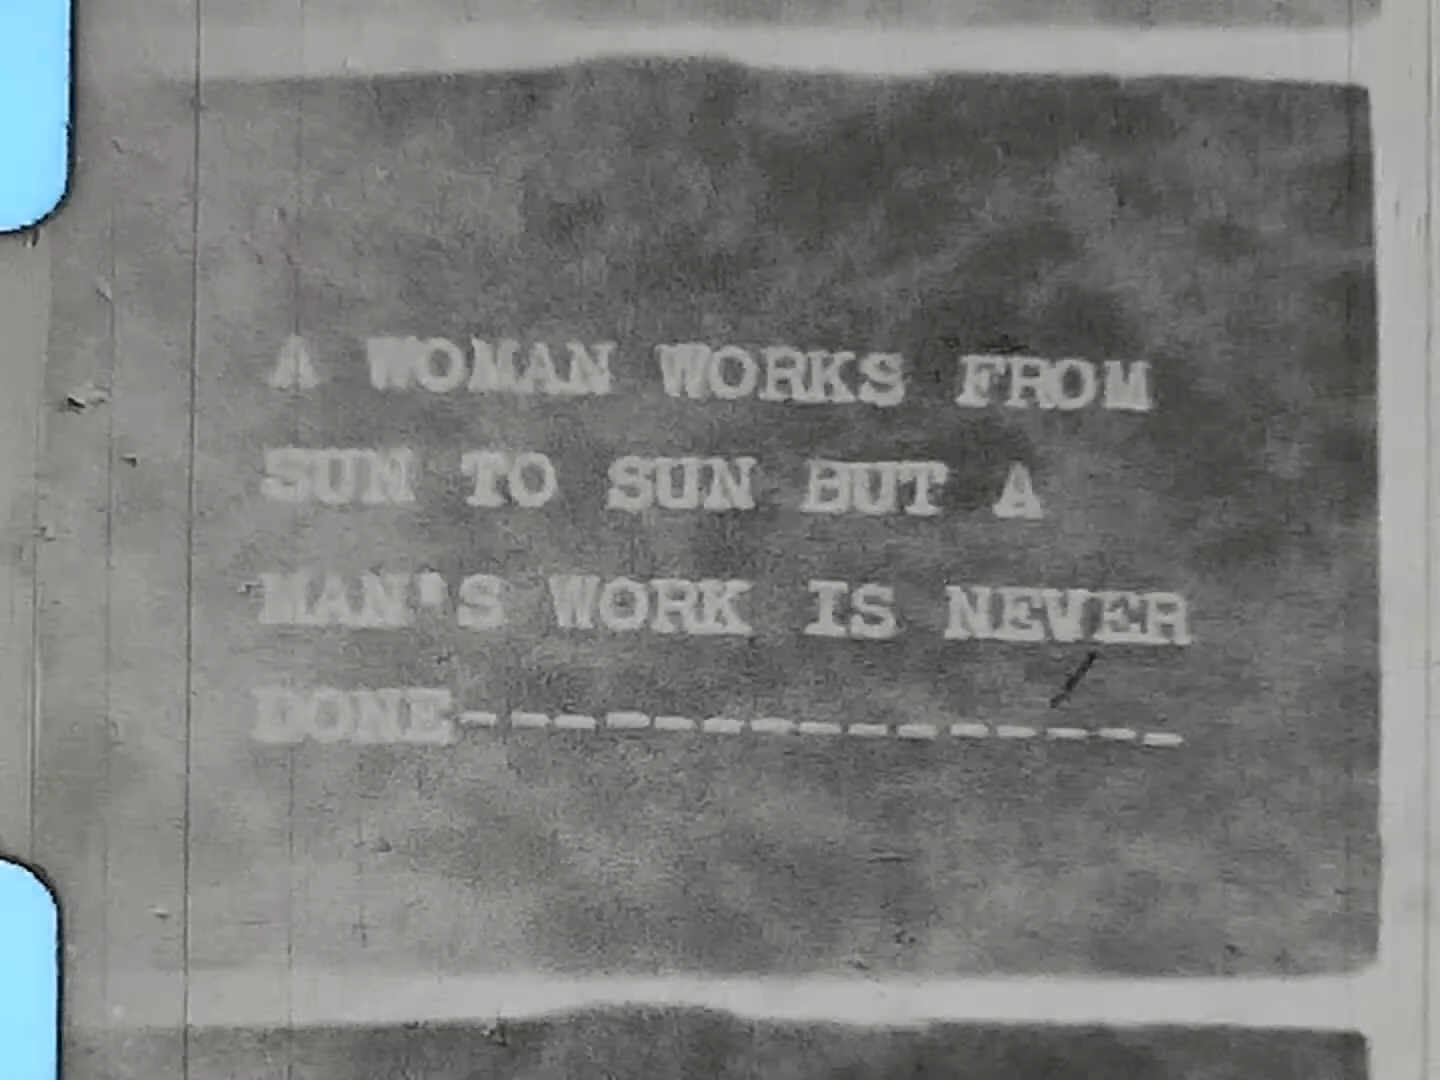 A WOMAN WORKS FROM
SUN TO SUN BUT A
MAN'S WORK IS NEVER
DONE---------------